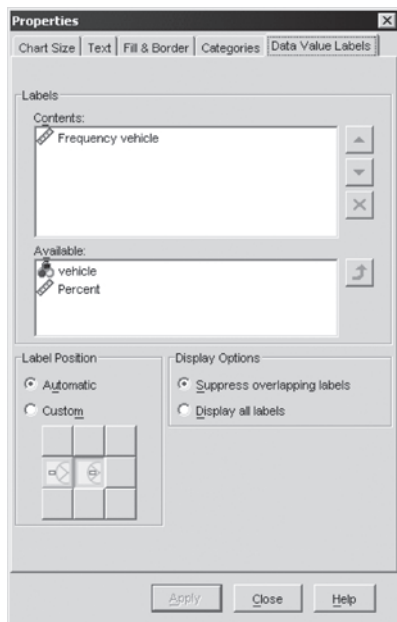 Properties
Chart Size Text Fill & Border Categories Data Value Labels
Labels
Contents:
Frequency vehicle
Available:
vehicle
Percent
Label Position
Automatic
Custom
Display Options
Suppress overlapping labels
Display all labels
Apply Close Help